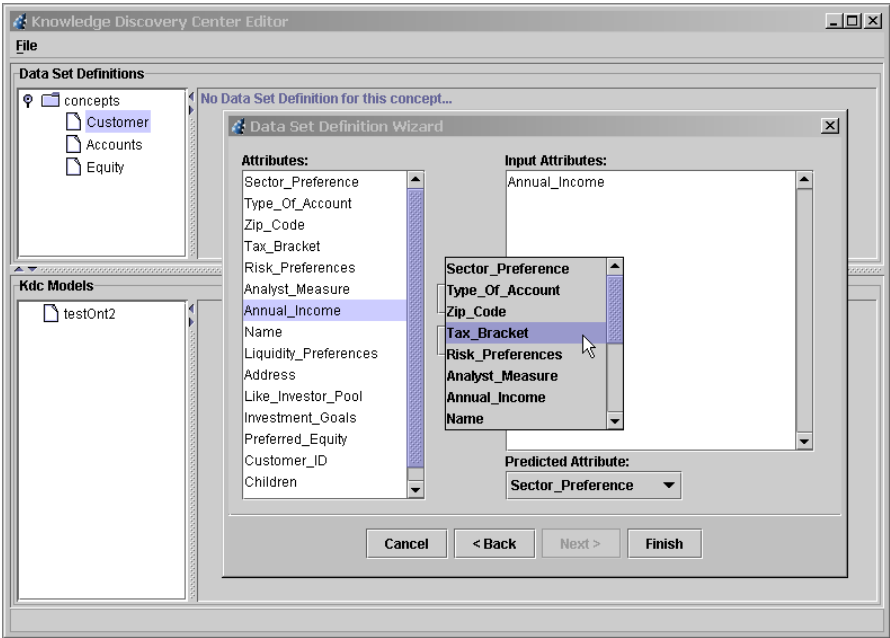 Knowledge Discovery Center Editor
File
Data Set Definitions
concepts
Customer
Accounts
Equity
No Data Set Definition for this concept...
Data Set Definition Wizard
Attributes:
Sector_Preference
Type_Of_Account
Zip_Code
Tax_Bracket
Risk_Preferences
Analyst_Measure
Annual_Income
Name
Liquidity_Preferences
Address
Like_Investor_Pool
Investment_Goals
Preferred_Equity
Customer_ID
Children
Input Attributes:
Annual_Income
Sector_Preference
Type_Of_Account
Zip_Code
Tax_Bracket
Risk_Preferences
Analyst_Measure
Annual_Income
Name
Predicted Attribute:
Sector_Preference
Cancel
< Back
Next >
Finish
Kdc Models
testOnt2